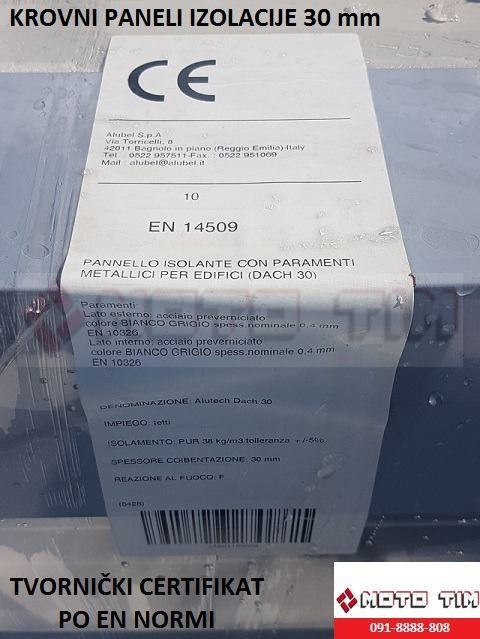 KROVNI PANELI IZOLACIJE 30 mm
CE
Alubel S.p.A
Via Torricelli, 8
42011 Bagnolo in piano (Reggio Emilia)-Italy
Tel : 0522 957511-Fax. : 0522 951069
Mail : alubel@alubel.it
10
EN 14509
PANNELLO ISOLANTE CON PARAMENTI
METALLICI PER EDIFICI (DACH 30)
MOTO TIM
Paramenti:
Lato esterno: acciaio preverniciato
colore BIANCO GRIGIO spess.nominale 0,4 mm
EN 10326
Lato interno: acciaio preverniciato
colore BIANCO GRIGIO spess.nominale 0,4 mm
EN 10326
DENOMINAZIONE: Alutech Dach 30
IMPIEGO: tetti
ISOLAMENTO: PUR 38 kg/m3 tolleranza +/-5%
SPESSORE COIBENTAZIONE: 30 mm
REAZIONE AL FUOCO: F
(5428)
TVORNIČKI CERTIFIKAT
PO EN NORMI
MOTO TIM
091-8888-808